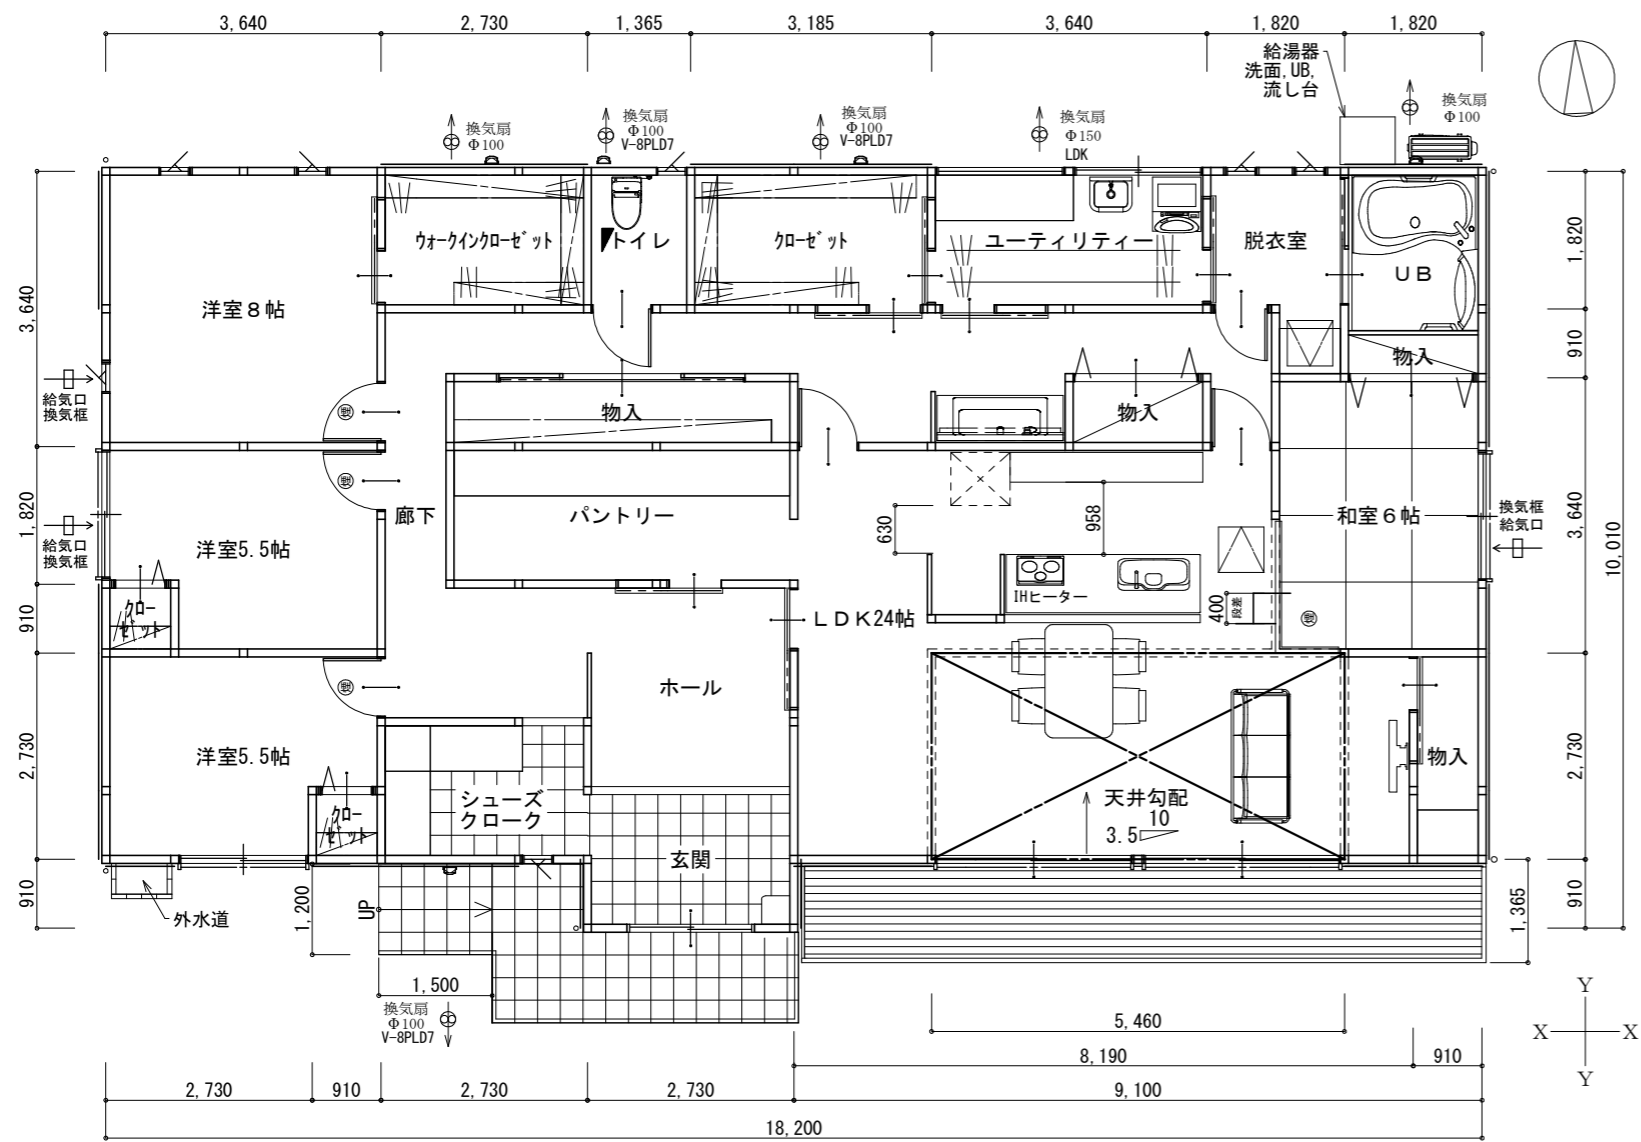 3,640
2,730
1,365
3,185
3,640
1,820
1,820
給湯器
洗面,UB,
流し台
換気扇
Φ100
換気扇
Φ100
V-8PLD7
換気扇
Φ100
V-8PLD7
換気扇
Φ150
LDK
換気扇
Φ100
ウォークインクローゼット
トイレ
クローゼット
ユーティリティー
脱衣室
UB
洋室8帖
物入
3,640
1,820
910
1,820
910
2,730
910
給気口
換気框
給気口
換気框
煙
物入
物入
煙
洋室5.5帖
廊下
パントリー
630
958
和室6帖
換気框
給気口
3,640
10,010
1,820
910
2,730
910
クロー
ゼット
IHヒーター
LDK24帖
400
段差
煙
煙
ホール
洋室5.5帖
シューズ
クローク
クロー
ゼット
天井勾配
10
3.5
物入
玄関
外水道
1,200
UP
1,365
1,500
換気扇
Φ100
V-8PLD7
5,460
8,190
910
2,730
910
2,730
2,730
9,100
18,200
Y
X
X
Y